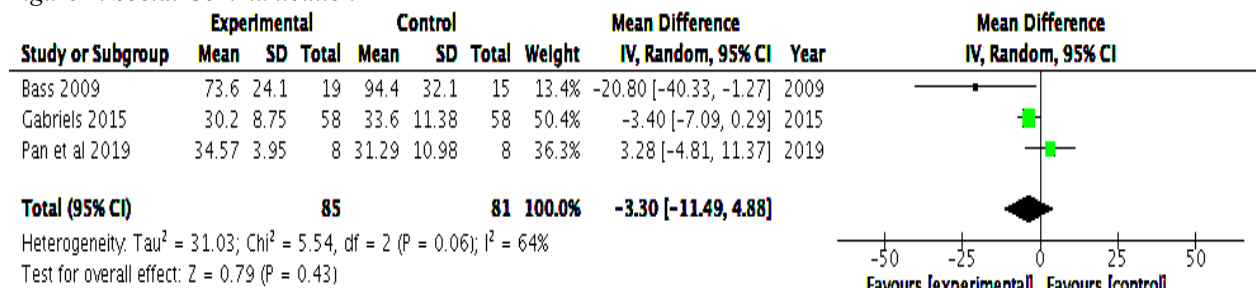 Experimental Control Mean Difference Mean Difference
Study or Subgroup Mean SD Total Mean SD Total Weight IV, Random, 95% CI Year IV, Random, 95% CI
Bass 2009 73.6 24.1 19 94.4 32.1 15 13.4% -20.80 [-40.33, -1.27] 2009
Gabriels 2015 30.2 8.75 58 33.6 11.38 58 50.4% -3.40 [-7.09, 0.29] 2015
Pan et al 2019 34.57 3.95 8 31.29 10.98 8 36.3% 3.28 [-4.81, 11.37] 2019
Total (95% CI) 85 81 100.0% -3.30 [-11.49, 4.88]
Heterogeneity: Tau² = 31.03; Chi² = 5.54, df = 2 (P = 0.06); I² = 64%
Test for overall effect: Z = 0.79 (P = 0.43)
-50 -25 0 25 50
Favours [experimental] Favours [control]